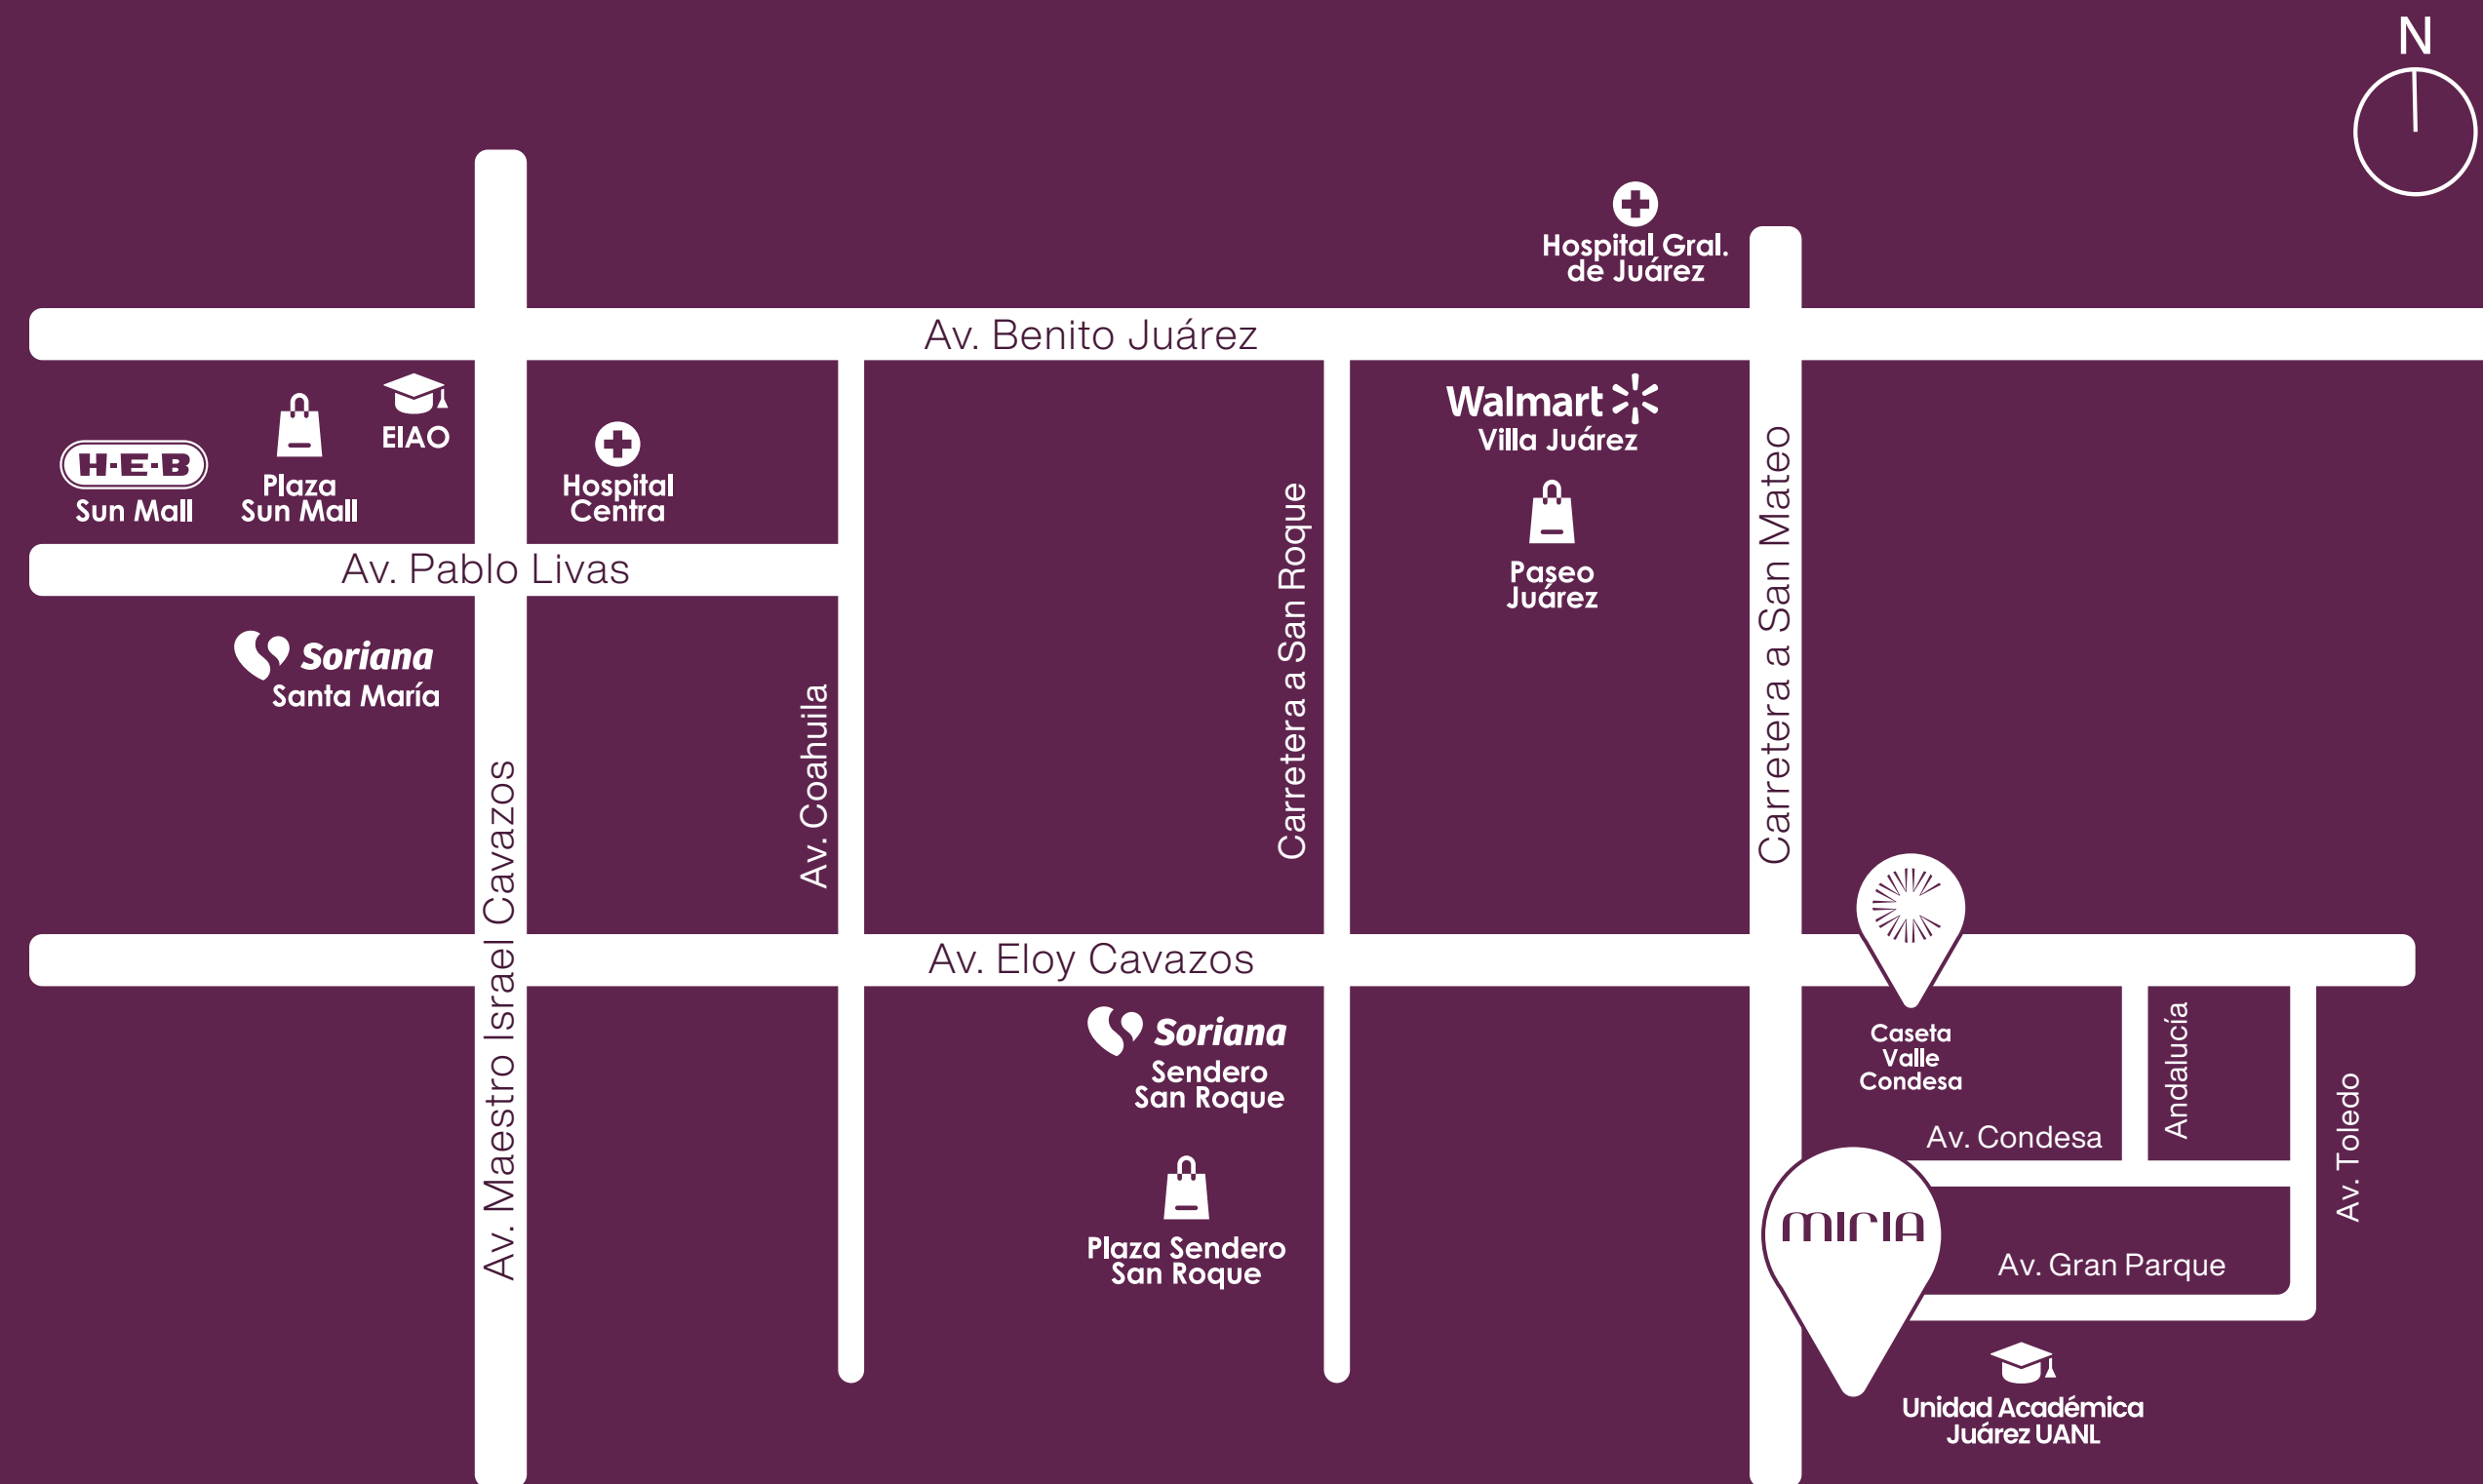 N
Hospital Gral.
de Juárez
Av. Benito Juárez
EIAO
H-E-B
Sun Mall
Plaza
Sun Mall
Hospital
Centra
Walmart
Villa Juárez
Paseo
Juárez
Av. Pablo Livas
Soriana
Santa María
Av. Maestro Israel Cavazos
Av. Coahuila
Carretera a San Roque
Carretera a San Mateo
Av. Eloy Cavazos
Soriana
Sendero
San Roque
Plaza Sendero
San Roque
Caseta
Valle
Condesa
Andalucía
Av. Toledo
Av. Condesa
miria
Av. Gran Parque
Unidad Académica
Juárez UANL